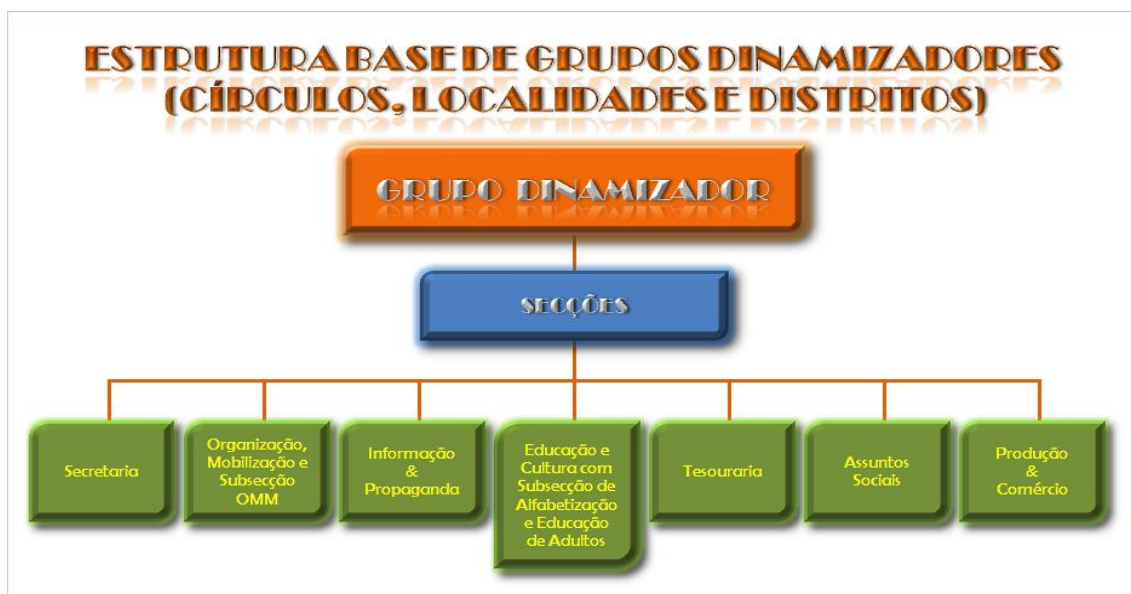 ESTRUTURA BASE DE GRUPOS DINAMIZADORES
(CÍRCULOS, LOCALIDADES E DISTRITOS)
GRUPO DINAMIZADOR
SECÇÕES
Secretaria
Organização,
Mobilização e
Subsecção
OMM
Informação
&
Propaganda
Educação e
Cultura com
Subsecção de
Alfabetização
e Educação
de Adultos
Tesouraria
Assuntos
Sociais
Produção
&
Comércio